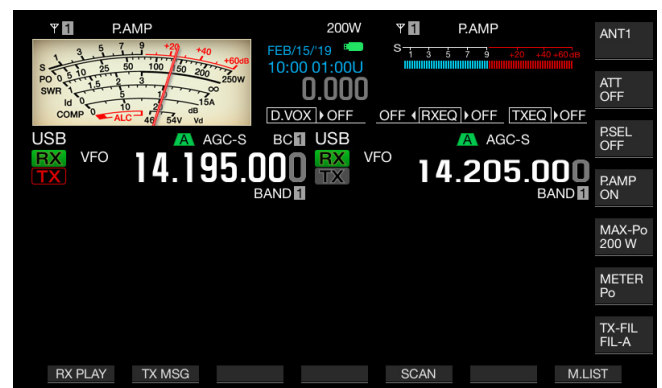 1 P.AMP 200W 1 P.AMP
ANT1
S 1 3 5 7 9 +20 +40 +60dB
PO 0 5 10 25 50 100 150 200 250W
SWR 1 1.5 2 3 ∞
Id 0 5 10 15A
COMP 0 10 20 dB
ALC 46 54V Vd
FEB/15/'19
10:00 01:00U
0.000
S 1 3 5 7 9 +20 +40 +60dB
ATT
OFF
D.VOX OFF OFF RXEQ OFF TXEQ OFF
USB A AGC-S BC1 USB A AGC-S
P.SEL
OFF
RX VFO 14.195.000 RX VFO 14.205.000
TX TX
BAND 1 BAND 1
P.AMP
ON
MAX-Po
200 W
METER
Po
TX-FIL
FIL-A
RX PLAY TX MSG SCAN M.LIST